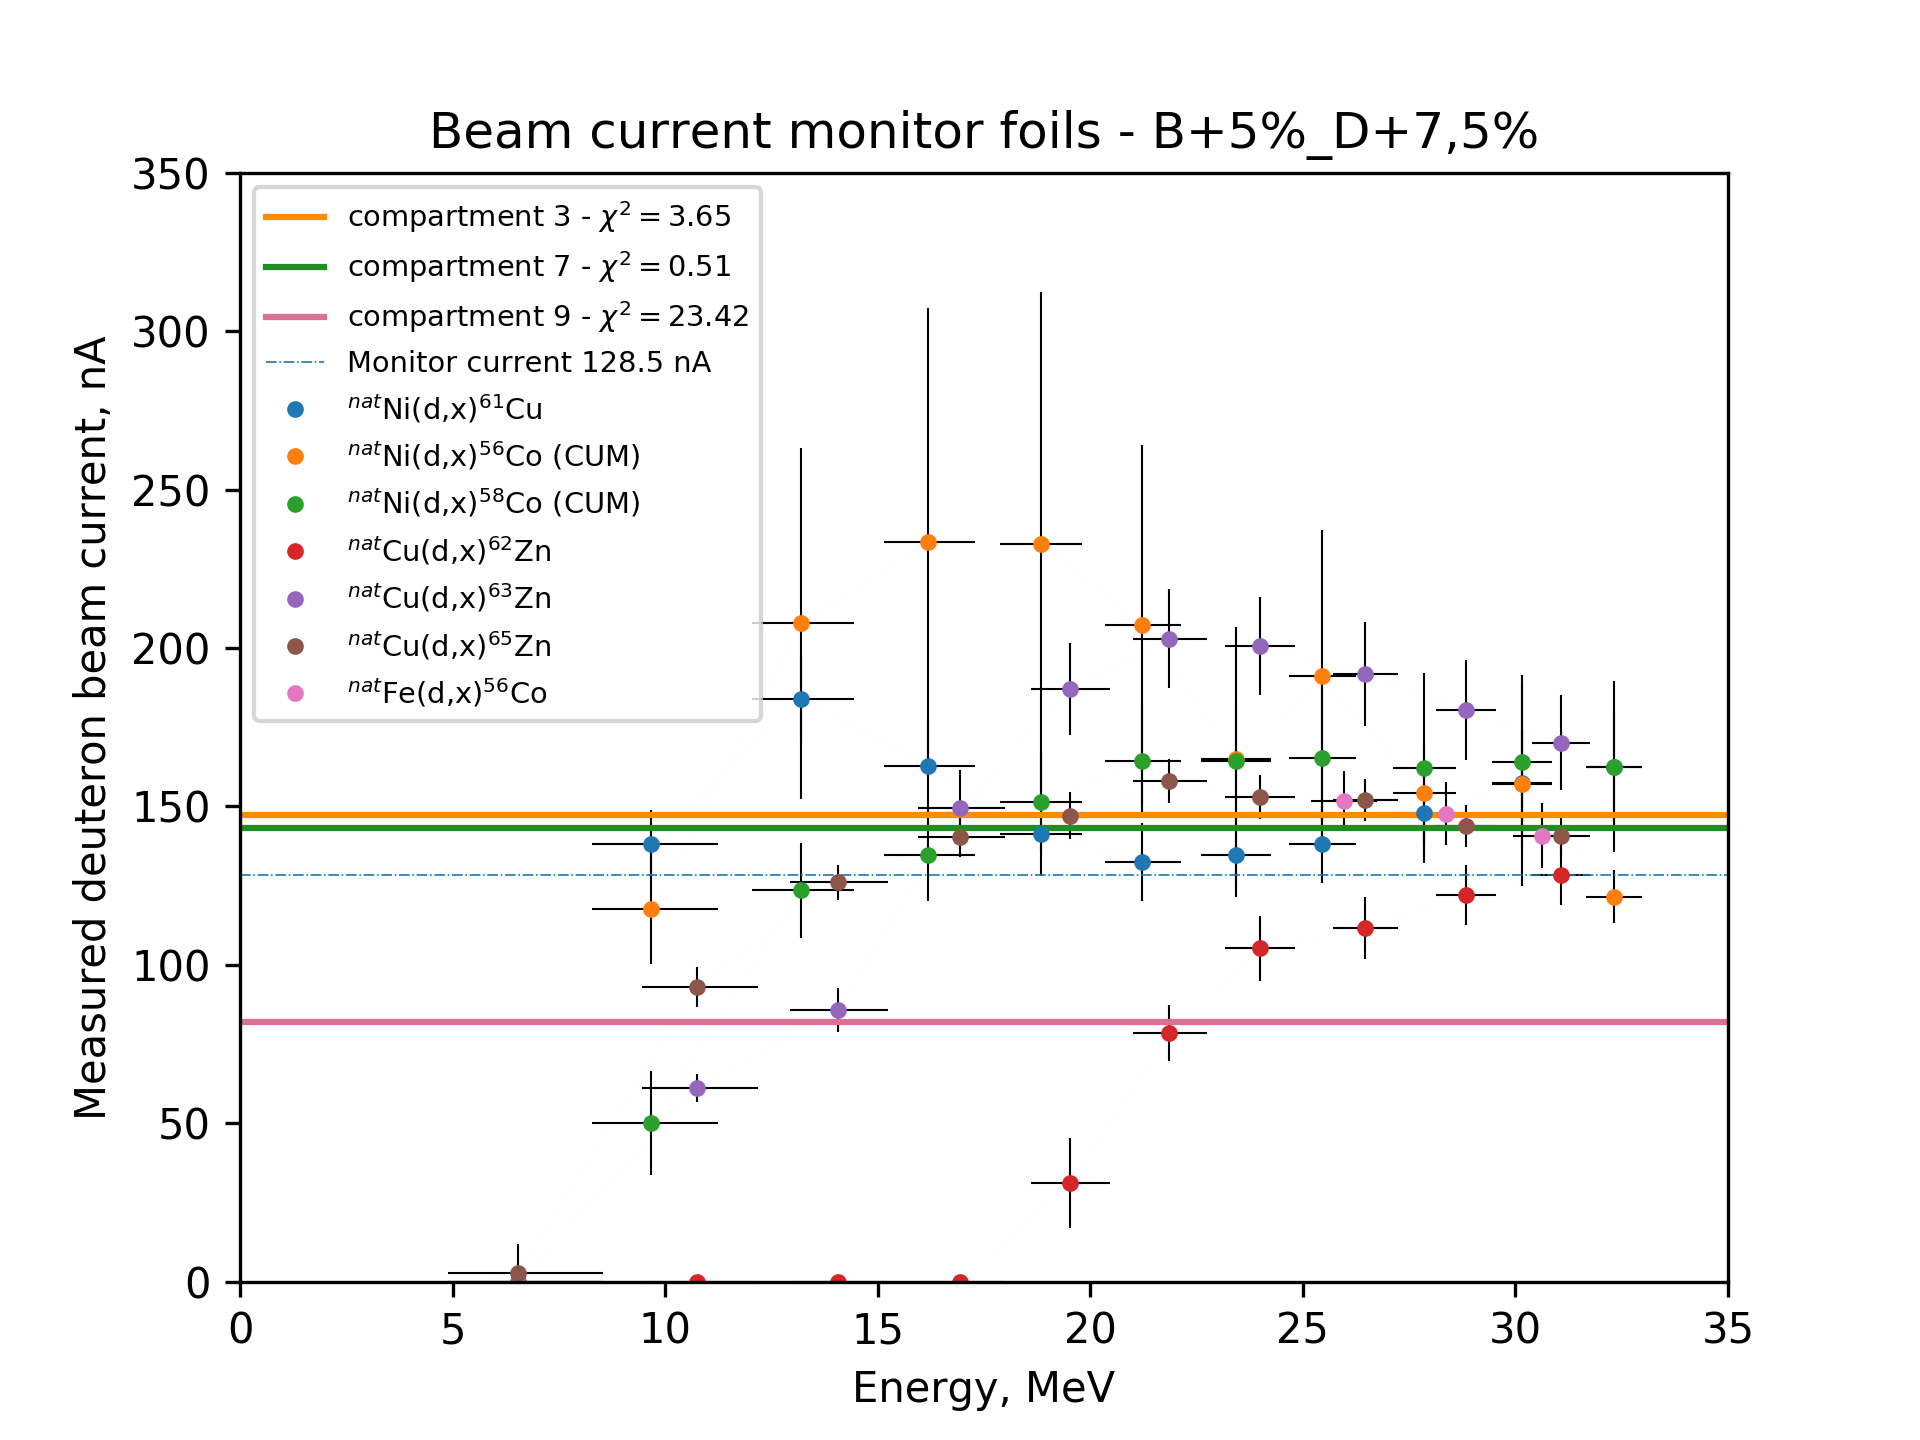 Beam current monitor foils - B+5%_D+7,5%
Measured deuteron beam current, nA
350
300
250
200
150
100
50
0
compartment 3 - χ² = 3.65
compartment 7 - χ² = 0.51
compartment 9 - χ² = 23.42
Monitor current 128.5 nA
ⁿᵃᵗNi(d,x)⁶¹Cu
ⁿᵃᵗNi(d,x)⁵⁶Co (CUM)
ⁿᵃᵗNi(d,x)⁵⁸Co (CUM)
ⁿᵃᵗCu(d,x)⁶²Zn
ⁿᵃᵗCu(d,x)⁶³Zn
ⁿᵃᵗCu(d,x)⁶⁵Zn
ⁿᵃᵗFe(d,x)⁵⁶Co
0 5 10 15 20 25 30 35
Energy, MeV